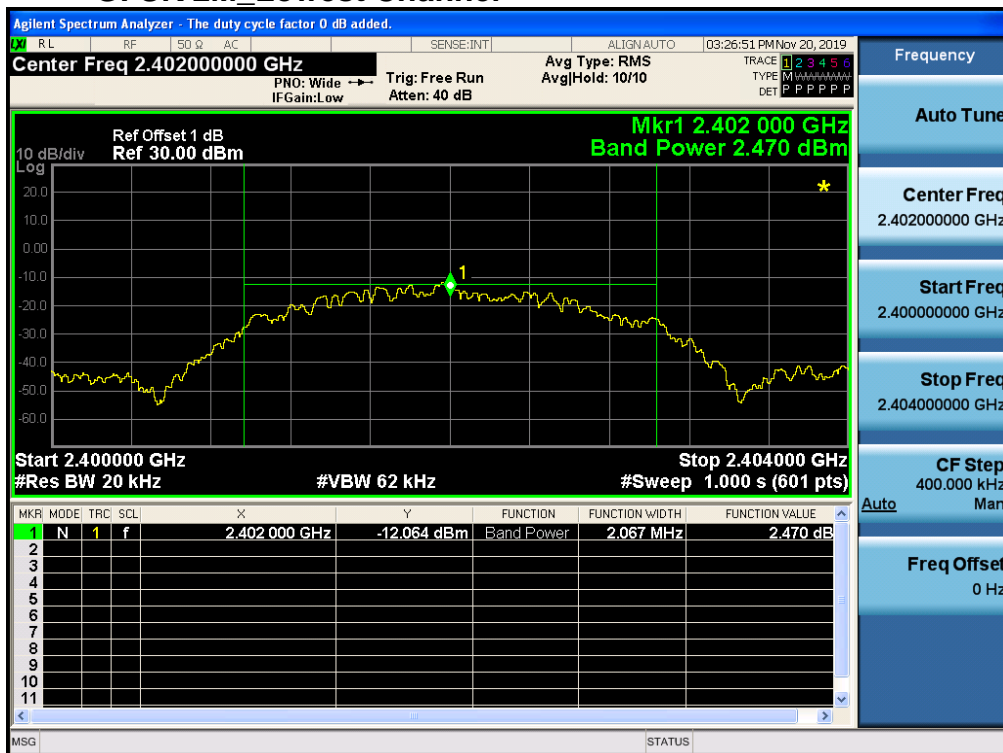 Agilent Spectrum Analyzer - The duty cycle factor 0 dB added.
LXI RL RF 50 Ω AC SENSE:INT ALIGN AUTO 03:26:51 PM Nov 20, 2019
Center Freq 2.402000000 GHz
PNO: Wide
IFGain:Low
Trig: Free Run
Atten: 40 dB
Avg Type: RMS
Avg|Hold: 10/10
TRACE 1 2 3 4 5 6
TYPE M
DET P P P P P P
Ref Offset 1 dB
10 dB/div Ref 30.00 dBm
Log
Mkr1 2.402 000 GHz
Band Power 2.470 dBm
20.0
10.0
0.00
-10.0
-20.0
-30.0
-40.0
-50.0
-60.0
1
Start 2.400000 GHz Stop 2.404000 GHz
#Res BW 20 kHz #VBW 62 kHz #Sweep 1.000 s (601 pts)
MKR MODE TRC SCL X Y FUNCTION FUNCTION WIDTH FUNCTION VALUE
1 N 1 f 2.402 000 GHz -12.064 dBm Band Power 2.067 MHz 2.470 dB
2
3
4
5
6
7
8
9
10
11
MSG STATUS
Frequency
Auto Tune
Center Freq
2.402000000 GHz
Start Freq
2.400000000 GHz
Stop Freq
2.404000000 GHz
CF Step
400.000 kHz
Auto Man
Freq Offset
0 Hz